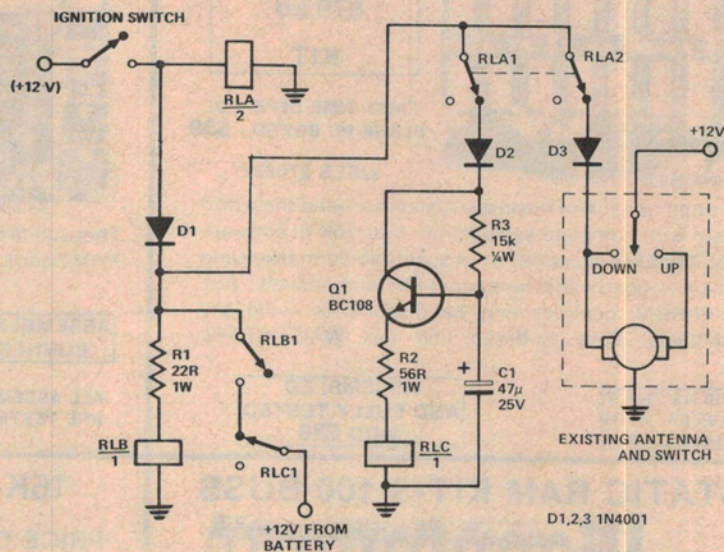 IGNITION SWITCH
(+12 V)
RLA
2
RLA1
RLA2
+12V
D1
D2
D3
R3
15k
¼W
DOWN
UP
Q1
BC108
R1
22R
1W
RLB1
R2
56R
1W
+
C1
47μ
25V
RLB
1
RLC1
RLC
1
EXISTING ANTENNA
AND SWITCH
+12V FROM
BATTERY
D1,2,3 1N4001